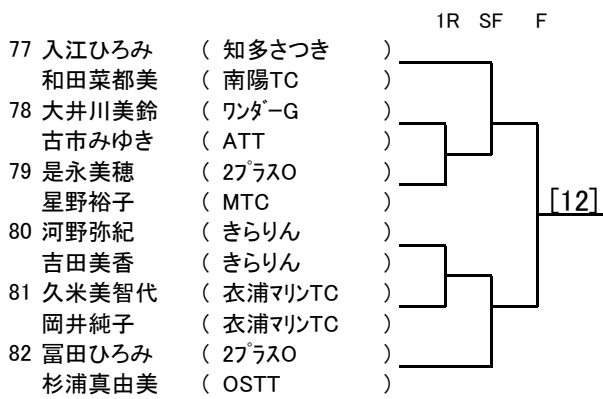 1R SF F
77 入江ひろみ ( 知多さつき )
和田菜都美 ( 南陽TC )
78 大井川美鈴 ( ﾜﾝﾀﾞｰG )
古市みゆき ( ATT )
79 是永美穂 ( 2ﾌﾟﾗｽO )
星野裕子 ( MTC )
[12]
80 河野弥紀 ( きらりん )
吉田美香 ( きらりん )
81 久米美智代 ( 衣浦ﾏﾘﾝTC )
岡井純子 ( 衣浦ﾏﾘﾝTC )
82 冨田ひろみ ( 2ﾌﾟﾗｽO )
杉浦真由美 ( OSTT )